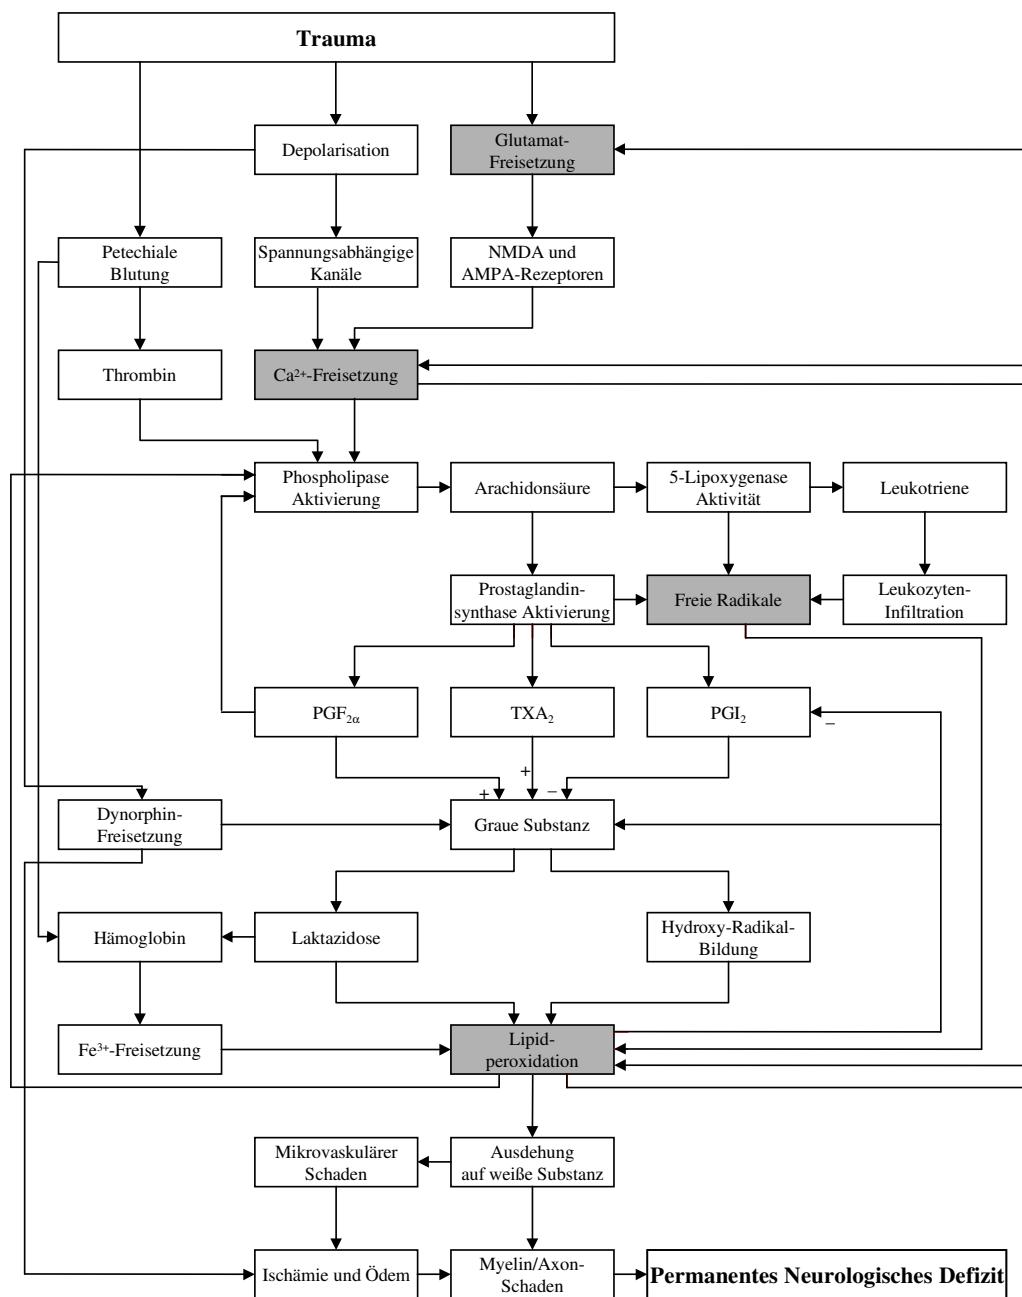 Trauma
Depolarisation
Glutamat-
Freisetzung
Petechiale
Blutung
Spannungsabhängige
Kanäle
NMDA und
AMPA-Rezeptoren
Thrombin
Ca²⁺-Freisetzung
Phospholipase
Aktivierung
Arachidonsäure
5-Lipoxygenase
Aktivität
Leukotriene
Prostaglandin-
synthase Aktivierung
Freie Radikale
Leukozyten-
Infiltration
PGF₂α
TXA₂
PGI₂
–
+
+
–
Dynorphin-
Freisetzung
Graue Substanz
Hämoglobin
Laktazidose
Hydroxy-Radikal-
Bildung
Fe³⁺-Freisetzung
Lipid-
peroxidation
Mikrovaskulärer
Schaden
Ausdehung
auf weiße Substanz
Ischämie und Ödem
Myelin/Axon-
Schaden
Permanentes Neurologisches Defizit